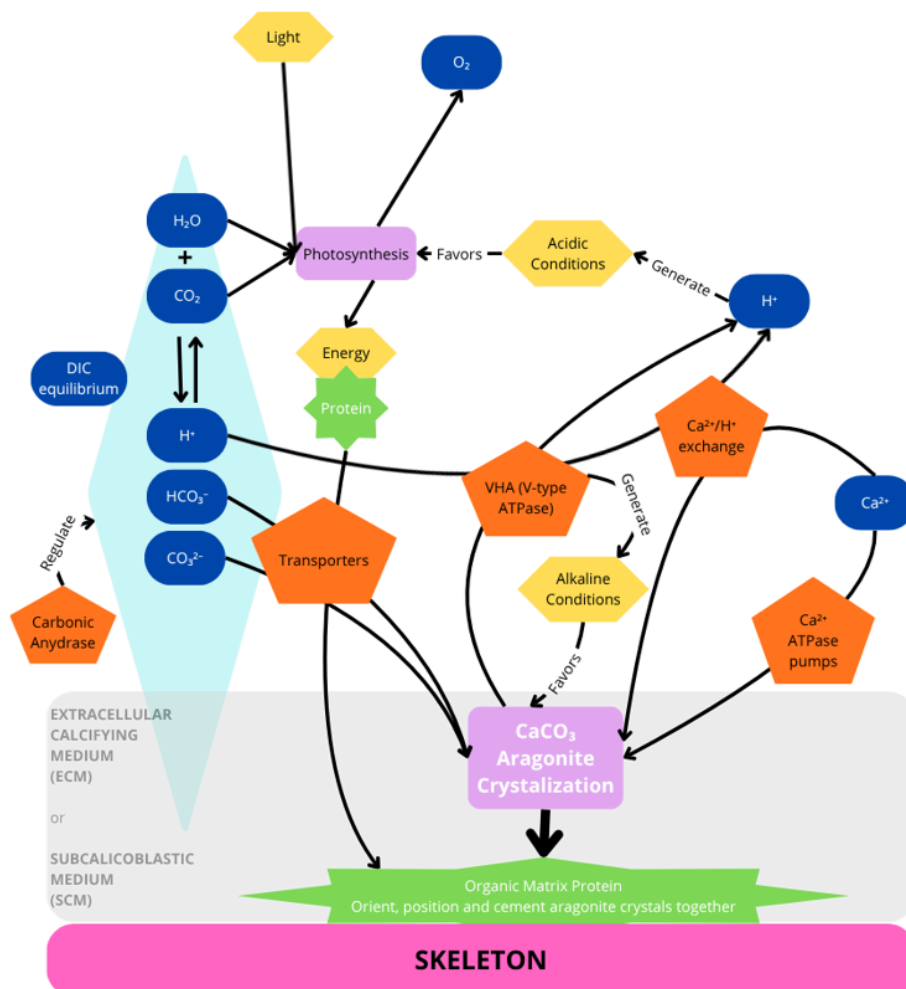 Light
O₂
H₂O
+
CO₂
Photosynthesis
Favors
Acidic
Conditions
Generate
H⁺
DIC
equilibrium
Energy
Protein
H⁺
HCO₃⁻
CO₃²⁻
Regulate
Carbonic
Anydrase
Transporters
VHA (V-type
ATPase)
Generate
Alkaline
Conditions
Favors
Ca²⁺/H⁺
exchange
Ca²⁺
Ca²⁺
ATPase
pumps
EXTRACELLULAR
CALCIFYING
MEDIUM
(ECM)
or
SUBCALICOBLASTIC
MEDIUM
(SCM)
CaCO₃
Aragonite
Crystalization
Organic Matrix Protein
Orient, position and cement aragonite crystals together
SKELETON